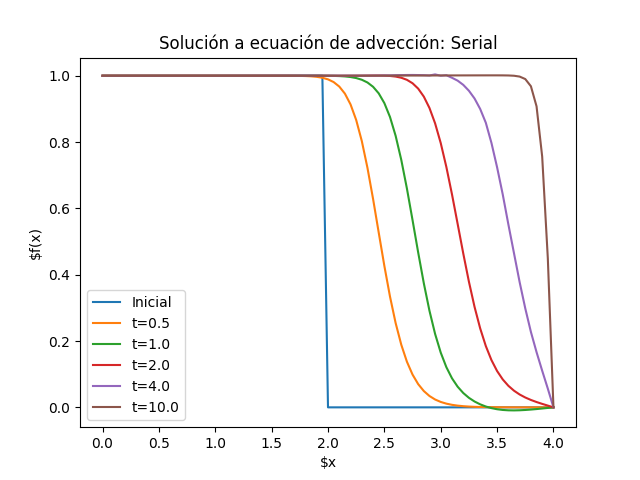 Solución a ecuación de advección: Serial
1.0
0.8
0.6
0.4
0.2
0.0
$f(x)
Inicial
t=0.5
t=1.0
t=2.0
t=4.0
t=10.0
0.0 0.5 1.0 1.5 2.0 2.5 3.0 3.5 4.0
$x